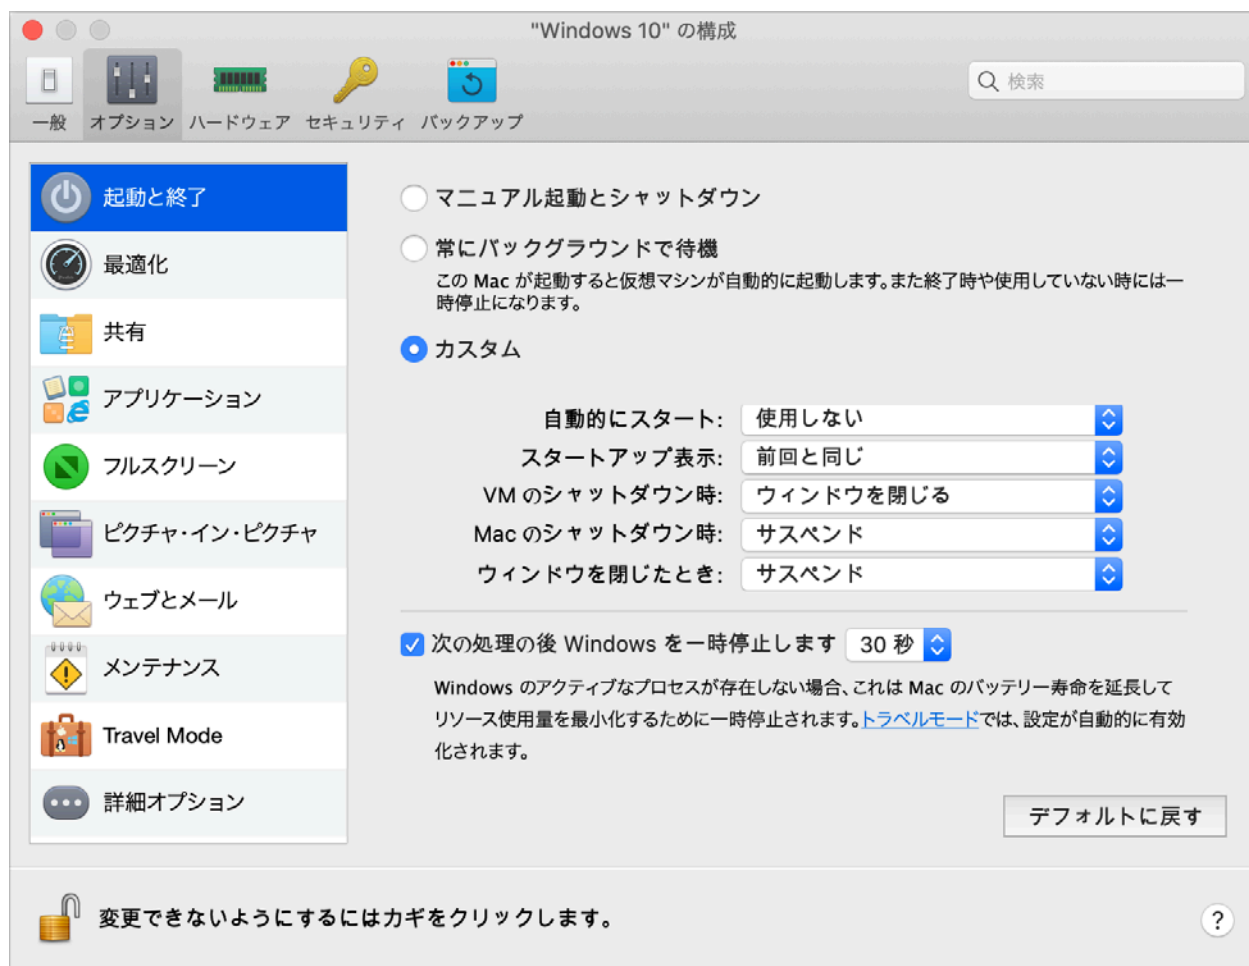 "Windows 10" の構成
一般
オプション
ハードウェア
セキュリティ
バックアップ
検索
起動と終了
最適化
共有
アプリケーション
フルスクリーン
ピクチャ・イン・ピクチャ
ウェブとメール
メンテナンス
Travel Mode
詳細オプション
マニュアル起動とシャットダウン
常にバックグラウンドで待機
この Mac が起動すると仮想マシンが自動的に起動します。また終了時や使用していない時には一
時停止になります。
カスタム
自動的にスタート: 使用しない
スタートアップ表示: 前回と同じ
VM のシャットダウン時: ウィンドウを閉じる
Mac のシャットダウン時: サスペンド
ウィンドウを閉じたとき: サスペンド
次の処理の後 Windows を一時停止します 30 秒
Windows のアクティブなプロセスが存在しない場合、これは Mac のバッテリー寿命を延長して
リソース使用量を最小化するために一時停止されます。トラベルモードでは、設定が自動的に有効
化されます。
デフォルトに戻す
変更できないようにするにはカギをクリックします。
?